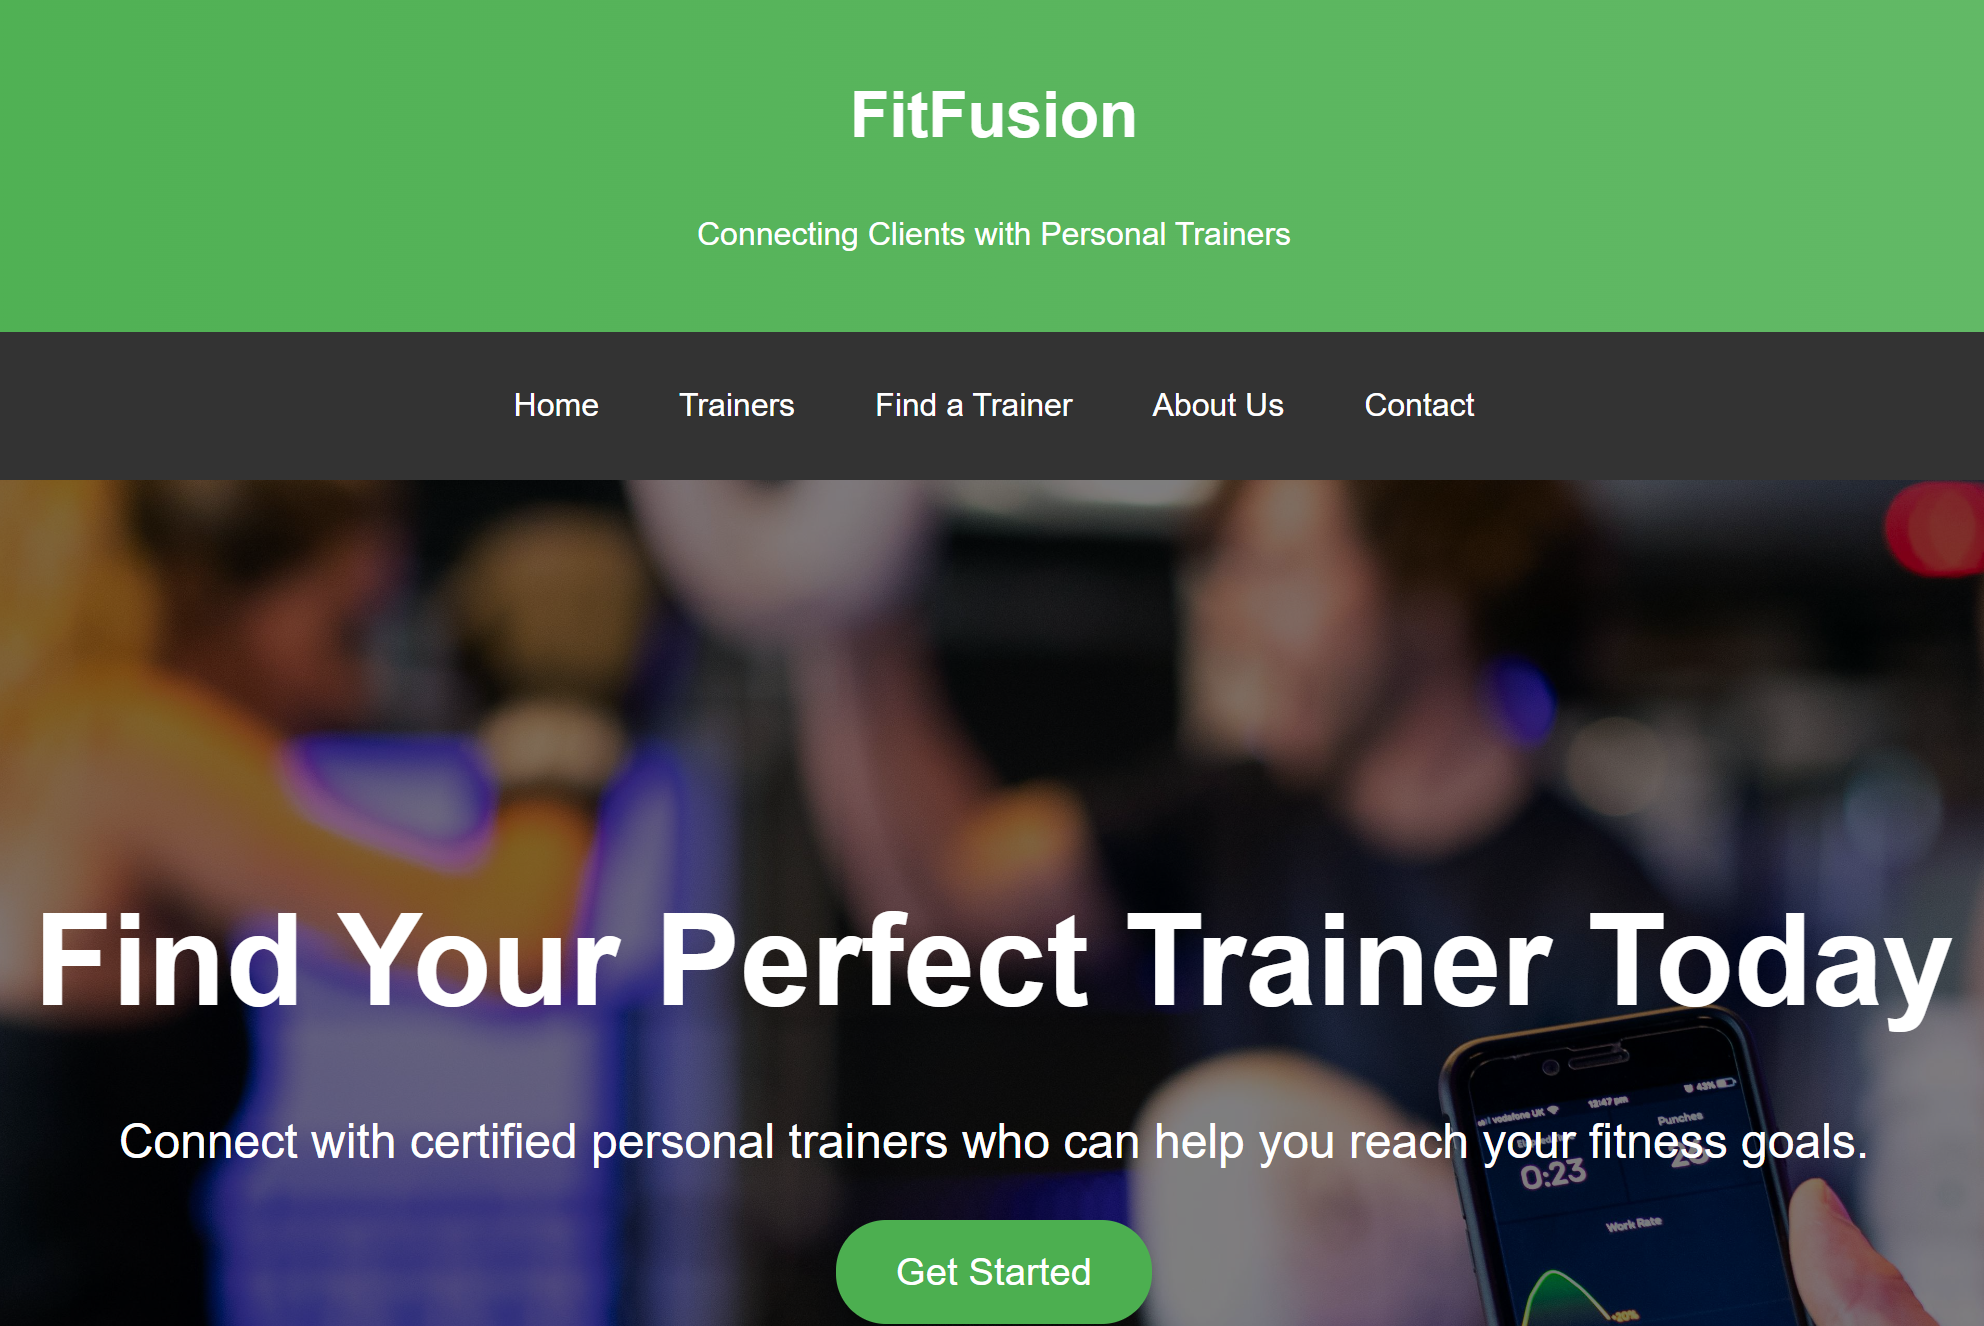 FitFusion
Connecting Clients with Personal Trainers
Home Trainers Find a Trainer About Us Contact
Find Your Perfect Trainer Today
vodafone UK 12:47 pm 43%
Punches
Connect with certified personal trainers who can help you reach your fitness goals.
0:23
Work Rate
Get Started